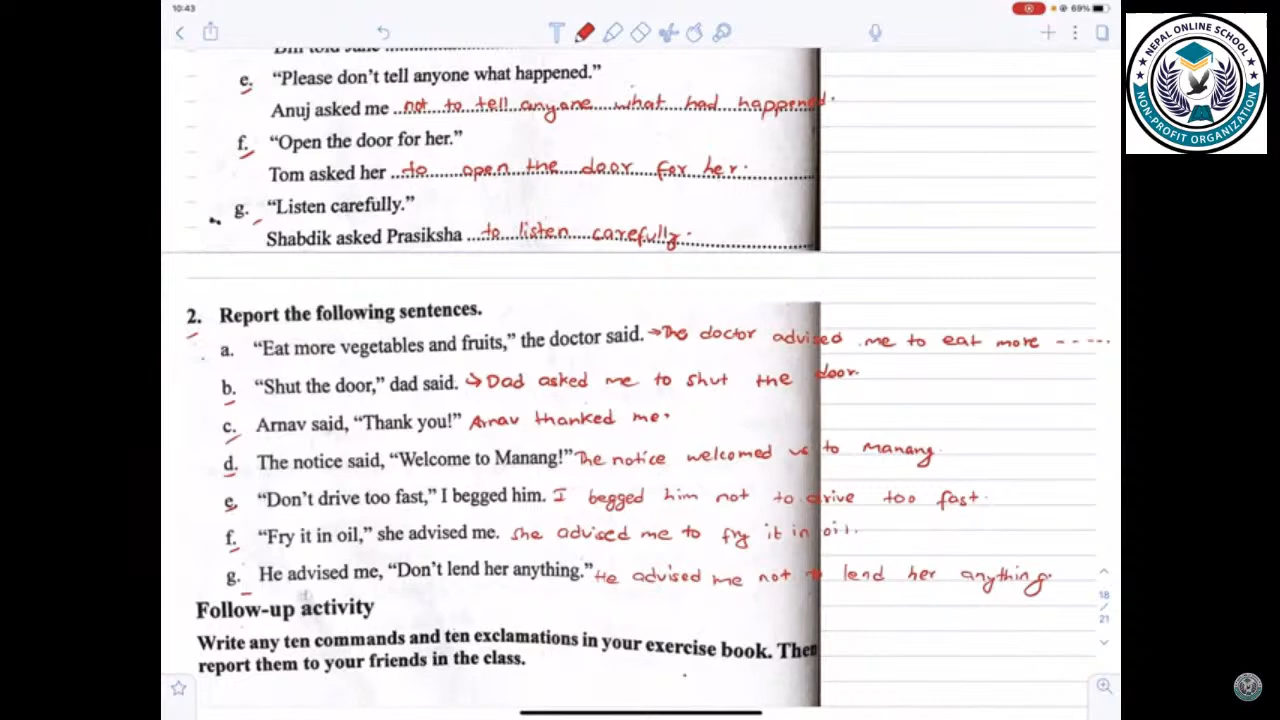 10:43
69%
NEPAL ONLINE SCHOOL
NON-PROFIT ORGANIZATION
e. “Please don’t tell anyone what happened.”
Anuj asked me ...not to tell anyone what had happened.
f. “Open the door for her.”
Tom asked her ...to open the door for her.
g. “Listen carefully.”
Shabdik asked Prasiksha ...to listen carefully.
2. Report the following sentences.
a. “Eat more vegetables and fruits,” the doctor said. →The doctor advised me to eat more -----
b. “Shut the door,” dad said. → Dad asked me to shut the door.
c. Arnav said, “Thank you!” Arnav thanked me.
d. The notice said, “Welcome to Manang!” The notice welcomed us to Manang.
e. “Don’t drive too fast,” I begged him. I begged him not to drive too fast.
f. “Fry it in oil,” she advised me. She advised me to fry it in oil.
g. He advised me, “Don’t lend her anything.” He advised me not to lend her anything.
Follow-up activity
Write any ten commands and ten exclamations in your exercise book. Then
report them to your friends in the class.
18
/
21